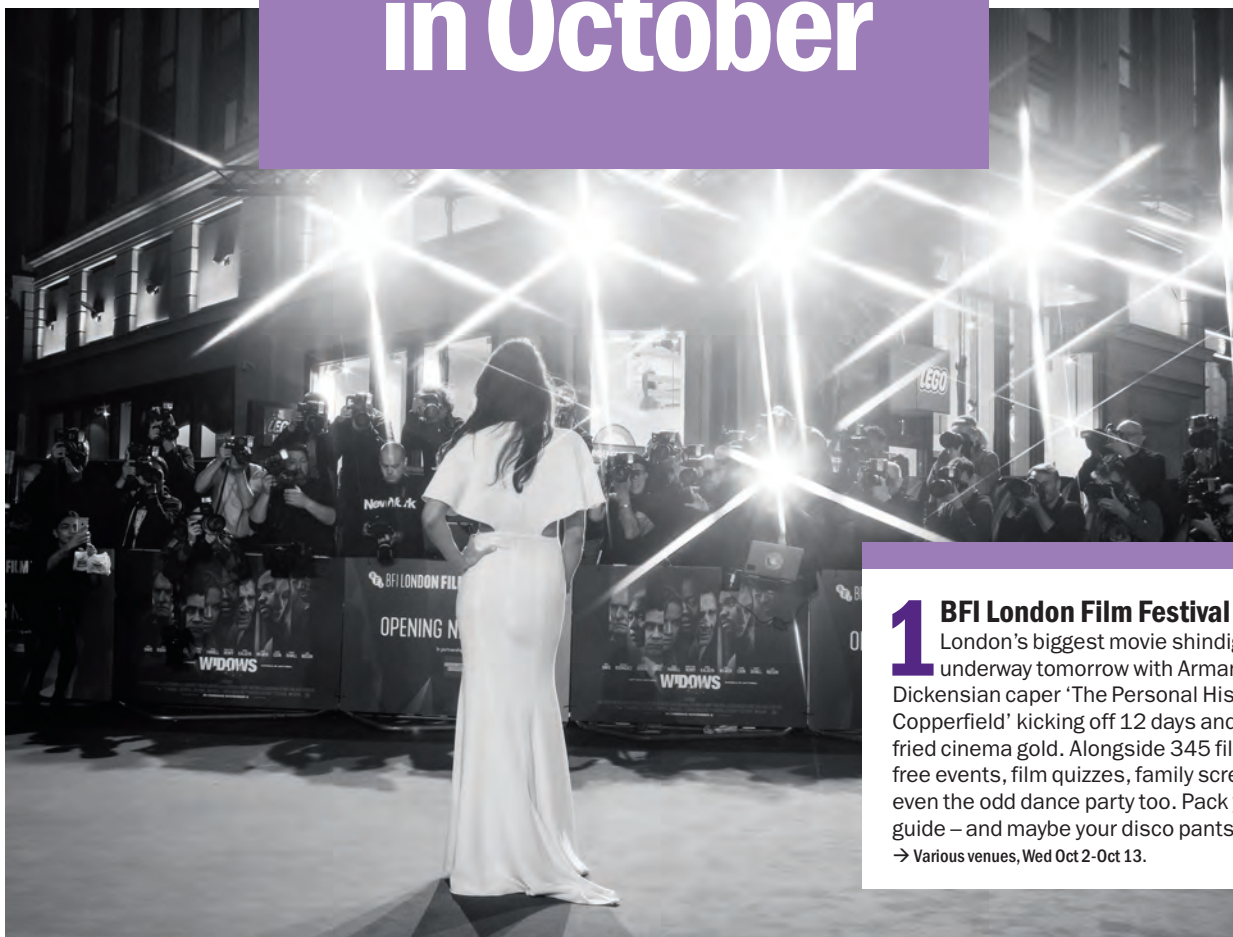 in October
LEGO
NewYork
BFI LONDON FIL
OPENING N
WIDOWS
WIDOWS
1 BFI London Film Festival
London's biggest movie shindig
underway tomorrow with Arman
Dickensian caper 'The Personal His
Copperfield' kicking off 12 days and
fried cinema gold. Alongside 345 fil
free events, film quizzes, family scre
even the odd dance party too. Pack
guide – and maybe your disco pants
→ Various venues, Wed Oct 2-Oct 13.